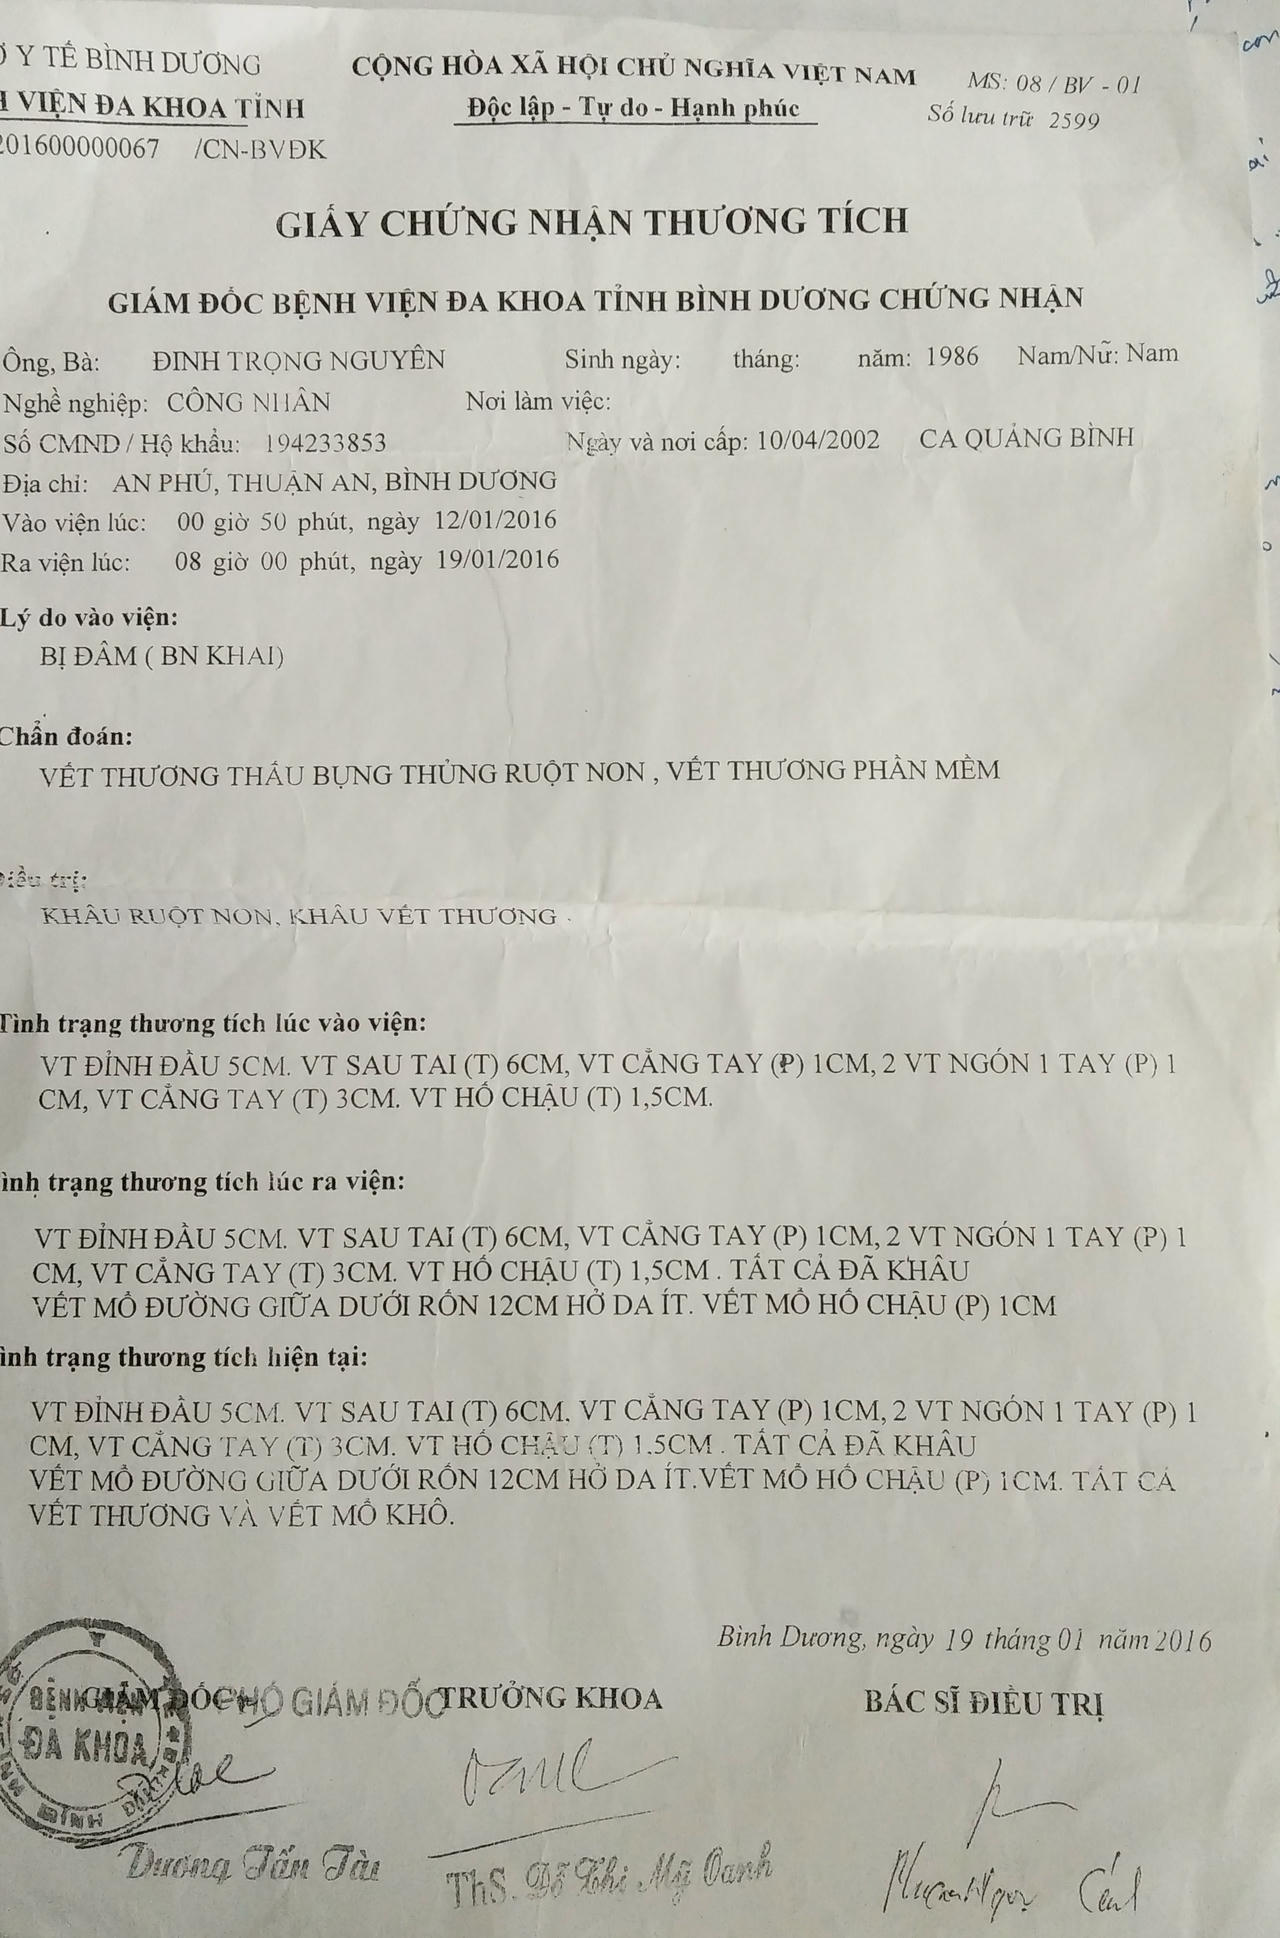 Y TẾ BÌNH DƯƠNG
VIỆN ĐA KHOA TỈNH
201600000067 /CN-BVĐK
CỘNG HÒA XÃ HỘI CHỦ NGHĨA VIỆT NAM
Độc lập - Tự do - Hạnh phúc
MS: 08 / BV - 01
Số lưu trữ 2599
GIẤY CHỨNG NHẬN THƯƠNG TÍCH
GIÁM ĐỐC BỆNH VIỆN ĐA KHOA TỈNH BÌNH DƯƠNG CHỨNG NHẬN
Ông, Bà: ĐINH TRỌNG NGUYÊN Sinh ngày: tháng: năm: 1986 Nam/Nữ: Nam
Nghề nghiệp: CÔNG NHÂN Nơi làm việc:
Số CMND / Hộ khẩu: 194233853 Ngày và nơi cấp: 10/04/2002 CA QUẢNG BÌNH
Địa chỉ: AN PHÚ, THUẬN AN, BÌNH DƯƠNG
Vào viện lúc: 00 giờ 50 phút, ngày 12/01/2016
Ra viện lúc: 08 giờ 00 phút, ngày 19/01/2016
Lý do vào viện:
BỊ ĐÂM ( BN KHAI)
Chẩn đoán:
VẾT THƯƠNG THẤU BỤNG THỦNG RUỘT NON , VẾT THƯƠNG PHẦN MỀM
Điều trị:
KHÂU RUỘT NON, KHÂU VẾT THƯƠNG .
Tình trạng thương tích lúc vào viện:
VT ĐỈNH ĐẦU 5CM. VT SAU TAI (T) 6CM, VT CẲNG TAY (P) 1CM, 2 VT NGÓN 1 TAY (P) 1
CM, VT CẲNG TAY (T) 3CM. VT HỐ CHẬU (T) 1,5CM.
ình trạng thương tích lúc ra viện:
VT ĐỈNH ĐẦU 5CM. VT SAU TAI (T) 6CM, VT CẲNG TAY (P) 1CM, 2 VT NGÓN 1 TAY (P) 1
CM, VT CẲNG TAY (T) 3CM. VT HỐ CHẬU (T) 1,5CM . TẤT CẢ ĐÃ KHÂU
VẾT MỔ ĐƯỜNG GIỮA DƯỚI RỐN 12CM HỞ DA ÍT. VẾT MỔ HỐ CHẬU (P) 1CM
ình trạng thương tích hiện tại:
VT ĐỈNH ĐẦU 5CM. VT SAU TAI (T) 6CM. VT CẲNG TAY (P) 1CM, 2 VT NGÓN 1 TAY (P) 1
CM, VT CẲNG TAY (T) 3CM. VT HỐ CHẬU (T) 1.5CM . TẤT CẢ ĐÃ KHÂU
VẾT MỔ ĐƯỜNG GIỮA DƯỚI RỐN 12CM HỞ DA ÍT.VẾT MỔ HỐ CHẬU (P) 1CM. TẤT CẢ
VẾT THƯƠNG VÀ VẾT MỔ KHÔ.
Bình Dương, ngày 19 tháng 01 năm 2016
GIÁM ĐỐC PHÓ GIÁM ĐỐC TRƯỞNG KHOA BÁC SĨ ĐIỀU TRỊ
BỆNH VIỆN
ĐA KHOA
BÌNH DƯƠNG
Dương Tấn Tài
ThS. Đỗ Thị Mỹ Oanh